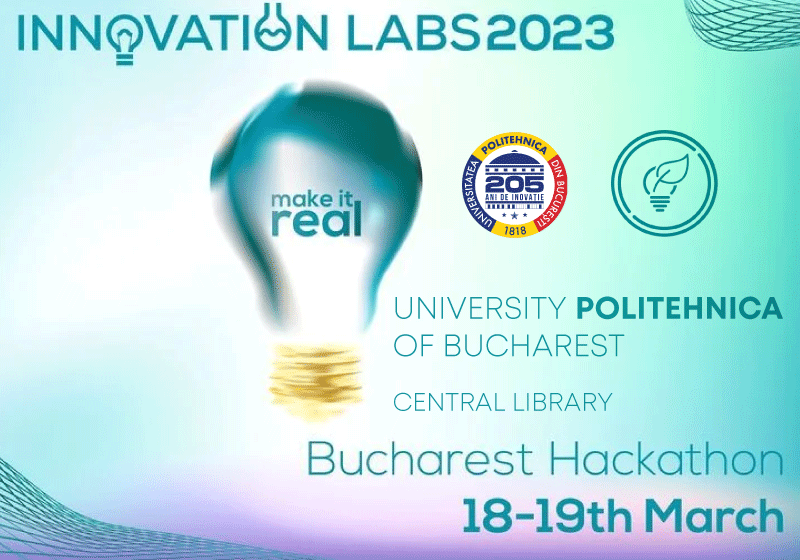 INNOVATION LABS2023
make it
real
UNIVERSITATEA POLITEHNICA DIN BUCUREȘTI
205
ANI DE INOVAȚIE
1818
UNIVERSITY POLITEHNICA
OF BUCHAREST
CENTRAL LIBRARY
Bucharest Hackathon
18-19th March